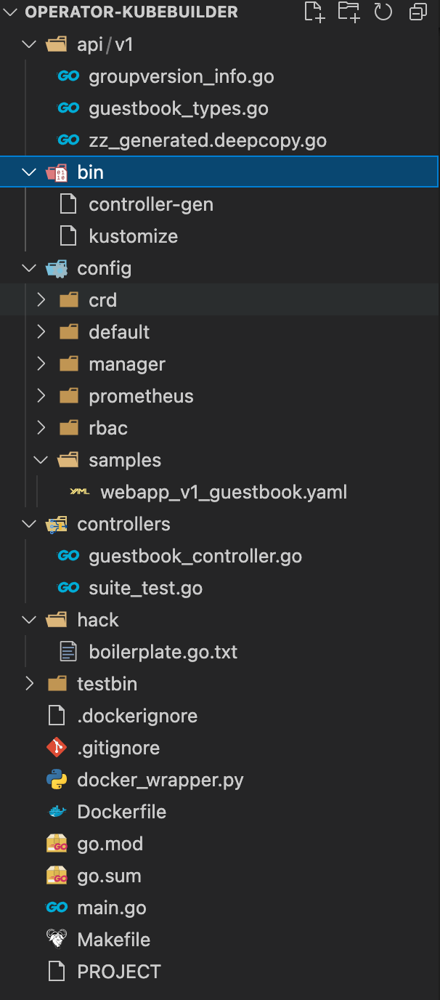 OPERATOR-KUBEBUILDER
api/v1
groupversion_info.go
guestbook_types.go
zz_generated.deepcopy.go
bin
controller-gen
kustomize
config
crd
default
manager
prometheus
rbac
samples
webapp_v1_guestbook.yaml
controllers
guestbook_controller.go
suite_test.go
hack
boilerplate.go.txt
testbin
.dockerignore
.gitignore
docker_wrapper.py
Dockerfile
go.mod
go.sum
main.go
Makefile
PROJECT